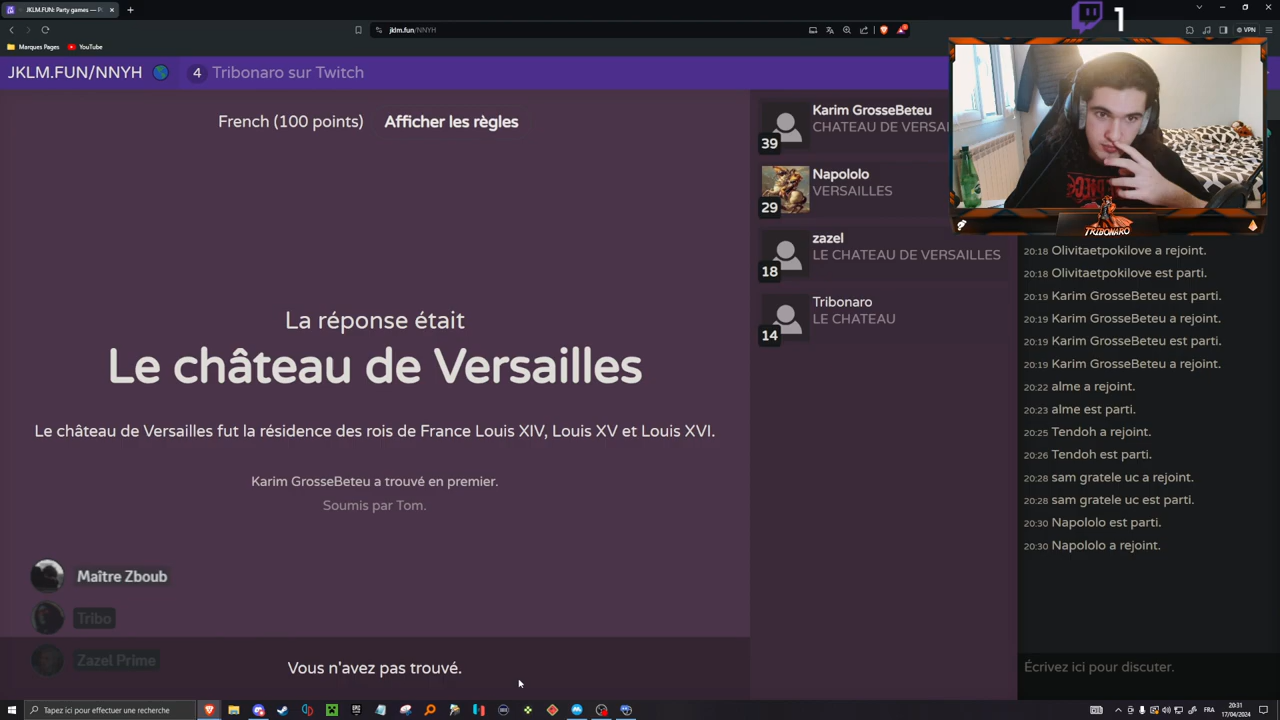 JKLM.FUN: Party games —
jklm.fun/NNYH
VPN
1
Marques Pages
YouTube
JKLM.FUN/NNYH
4
Tribonaro sur Twitch
French (100 points)
Afficher les règles
La réponse était
Le château de Versailles
Le château de Versailles fut la résidence des rois de France Louis XIV, Louis XV et Louis XVI.
Karim GrosseBeteu a trouvé en premier.
Soumis par Tom.
Maître Zboub
Tribo
Zazel Prime
Vous n'avez pas trouvé.
Karim GrosseBeteu
CHATEAU DE VERSAI
39
Napololo
VERSAILLES
29
zazel
LE CHATEAU DE VERSAILLES
18
Tribonaro
LE CHATEAU
14
TRIBONARO
20:18 Olivitaetpokilove a rejoint.
20:18 Olivitaetpokilove est parti.
20:19 Karim GrosseBeteu est parti.
20:19 Karim GrosseBeteu a rejoint.
20:19 Karim GrosseBeteu est parti.
20:19 Karim GrosseBeteu a rejoint.
20:22 alme a rejoint.
20:23 alme est parti.
20:25 Tendoh a rejoint.
20:26 Tendoh est parti.
20:28 sam gratele uc a rejoint.
20:28 sam gratele uc est parti.
20:30 Napololo est parti.
20:30 Napololo a rejoint.
Écrivez ici pour discuter.
Tapez ici pour effectuer une recherche
FRA
20:31
17/04/2024